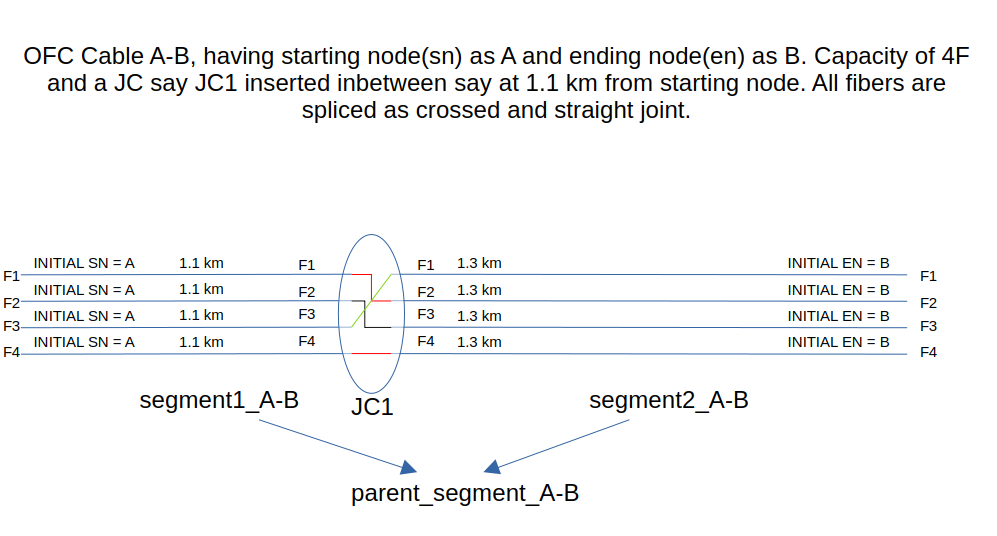 OFC Cable A-B, having starting node(sn) as A and ending node(en) as B. Capacity of 4F
and a JC say JC1 inserted inbetween say at 1.1 km from starting node. All fibers are
spliced as crossed and straight joint.
F1 INITIAL SN = A 1.1 km F1 F1 1.3 km INITIAL EN = B F1
F2 INITIAL SN = A 1.1 km F2 F2 1.3 km INITIAL EN = B F2
F3 INITIAL SN = A 1.1 km F3 F3 1.3 km INITIAL EN = B F3
F4 INITIAL SN = A 1.1 km F4 F4 1.3 km INITIAL EN = B F4
segment1_A-B JC1 segment2_A-B
parent_segment_A-B